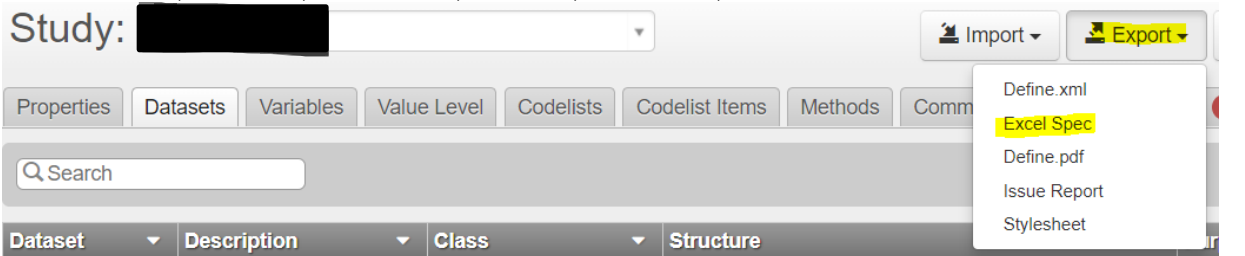 Study:
Import
Export
Properties Datasets Variables Value Level Codelists Codelist Items Methods Comm
Define.xml
Excel Spec
Define.pdf
Issue Report
Stylesheet
Search
Dataset Description Class Structure